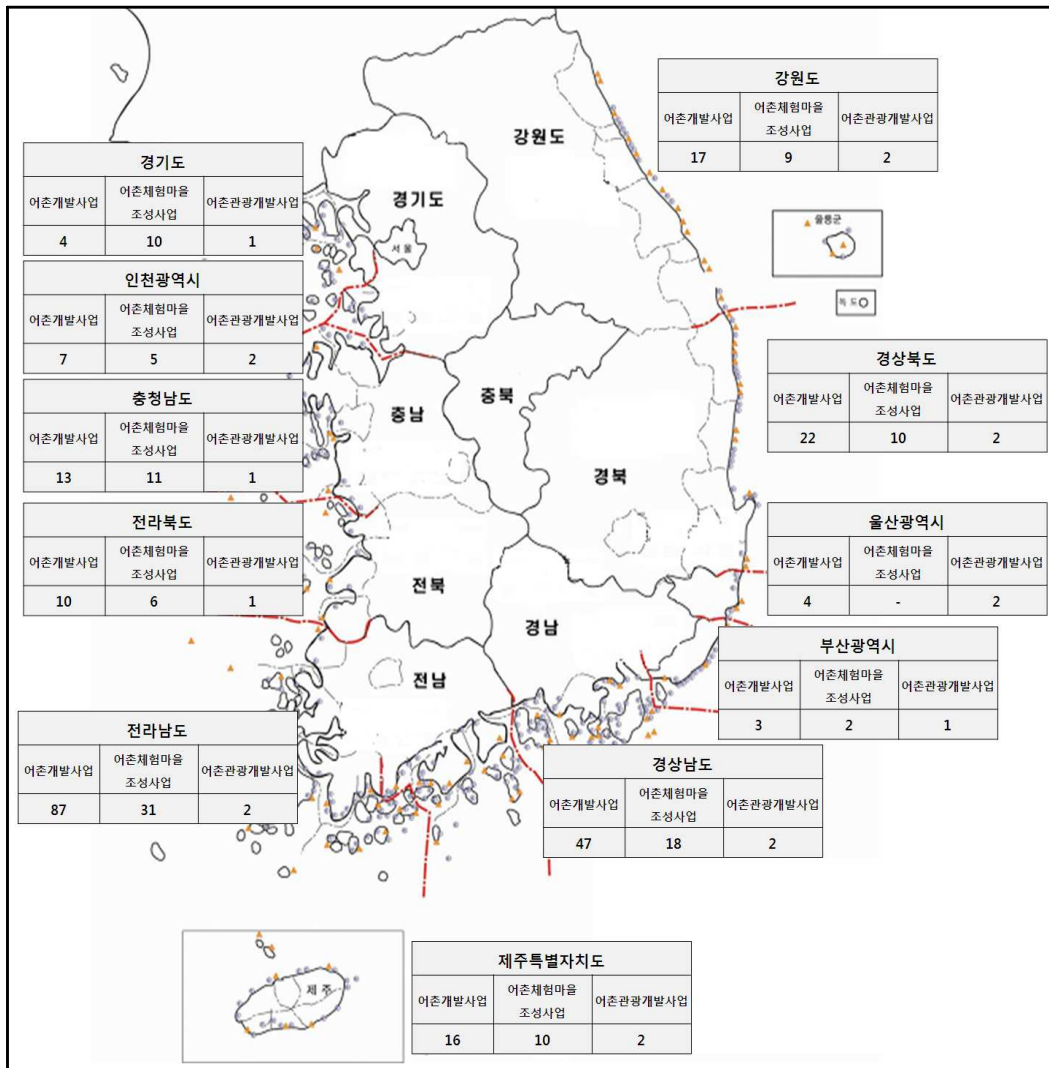 강원도
어촌개발사업 어촌체험마을 조성사업 어촌관광개발사업
17 9 2
경기도
어촌개발사업 어촌체험마을 조성사업 어촌관광개발사업
4 10 1
인천광역시
어촌개발사업 어촌체험마을 조성사업 어촌관광개발사업
7 5 2
충청남도
어촌개발사업 어촌체험마을 조성사업 어촌관광개발사업
13 11 1
전라북도
어촌개발사업 어촌체험마을 조성사업 어촌관광개발사업
10 6 1
전라남도
어촌개발사업 어촌체험마을 조성사업 어촌관광개발사업
87 31 2
강원도
경기도
서울
충남
충북
경북
전북
경남
전남
울릉군
독도
경상북도
어촌개발사업 어촌체험마을 조성사업 어촌관광개발사업
22 10 2
울산광역시
어촌개발사업 어촌체험마을 조성사업 어촌관광개발사업
4 - 2
부산광역시
어촌개발사업 어촌체험마을 조성사업 어촌관광개발사업
3 2 1
경상남도
어촌개발사업 어촌체험마을 조성사업 어촌관광개발사업
47 18 2
제주
제주특별자치도
어촌개발사업 어촌체험마을 조성사업 어촌관광개발사업
16 10 2